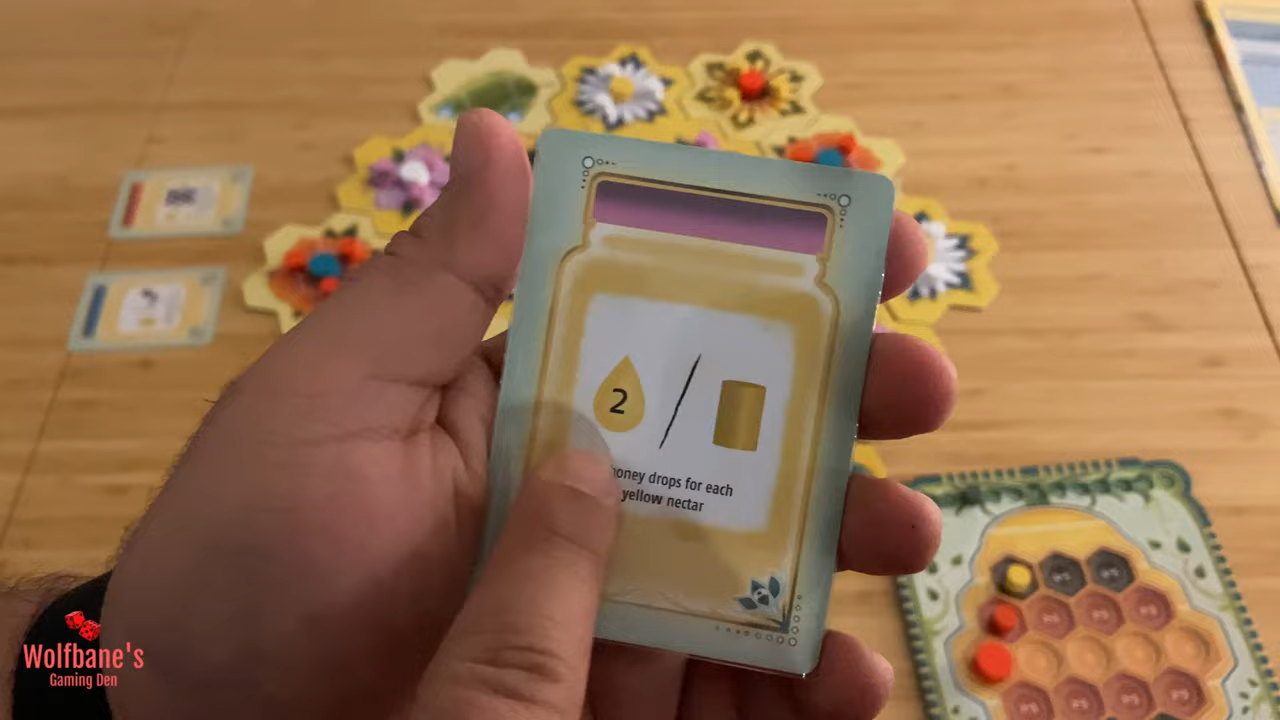 2
honey drops for each
yellow nectar
Wolfbane's
Gaming Den